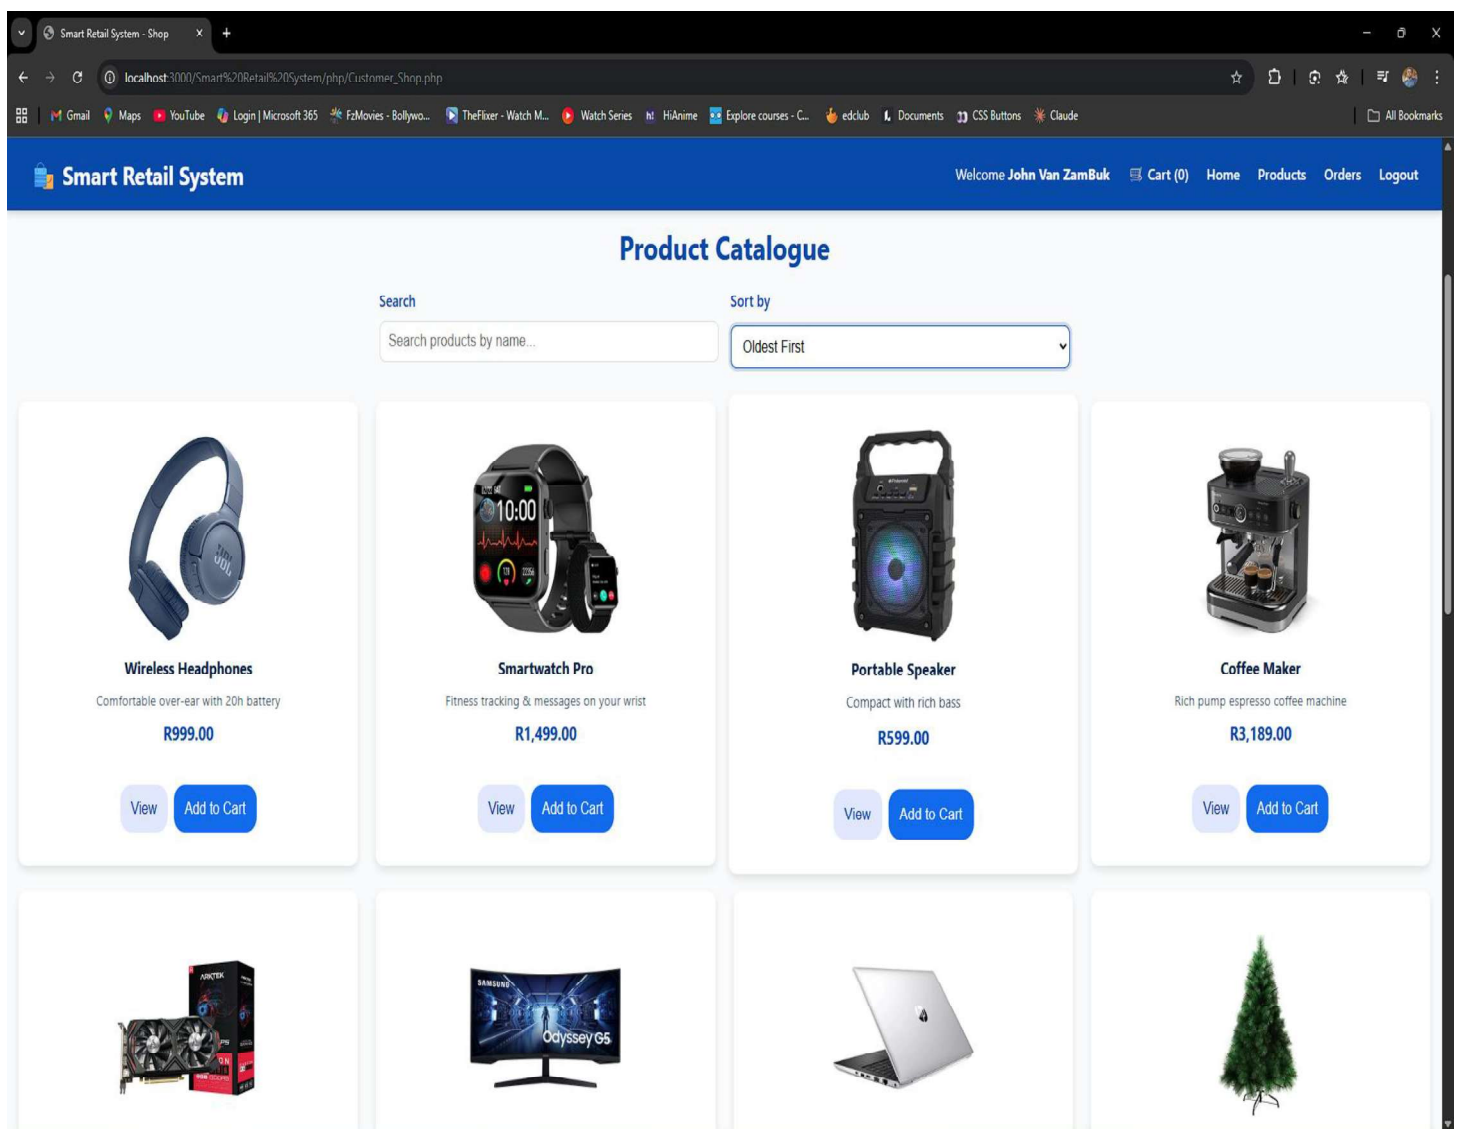 Smart Retail System - Shop
localhost:3000/Smart%20Retail%20System/php/Customer_Shop.php
Gmail Maps YouTube Login | Microsoft 365 FzMovies - Bollywo... TheFlixer - Watch M... Watch Series h! HiAnime Explore courses - C... edclub Documents CSS Buttons Claude All Bookmarks
Smart Retail System
Welcome John Van ZamBuk Cart (0) Home Products Orders Logout
Product Catalogue
Search Sort by
Search products by name... Oldest First
10:00
JBL
Wireless Headphones Smartwatch Pro Portable Speaker Coffee Maker
Comfortable over-ear with 20h battery Fitness tracking & messages on your wrist Compact with rich bass Rich pump espresso coffee machine
R999.00 R1,499.00 R599.00 R3,189.00
View Add to Cart View Add to Cart View Add to Cart View Add to Cart
ARKTEK
SAMSUNG
Odyssey G5